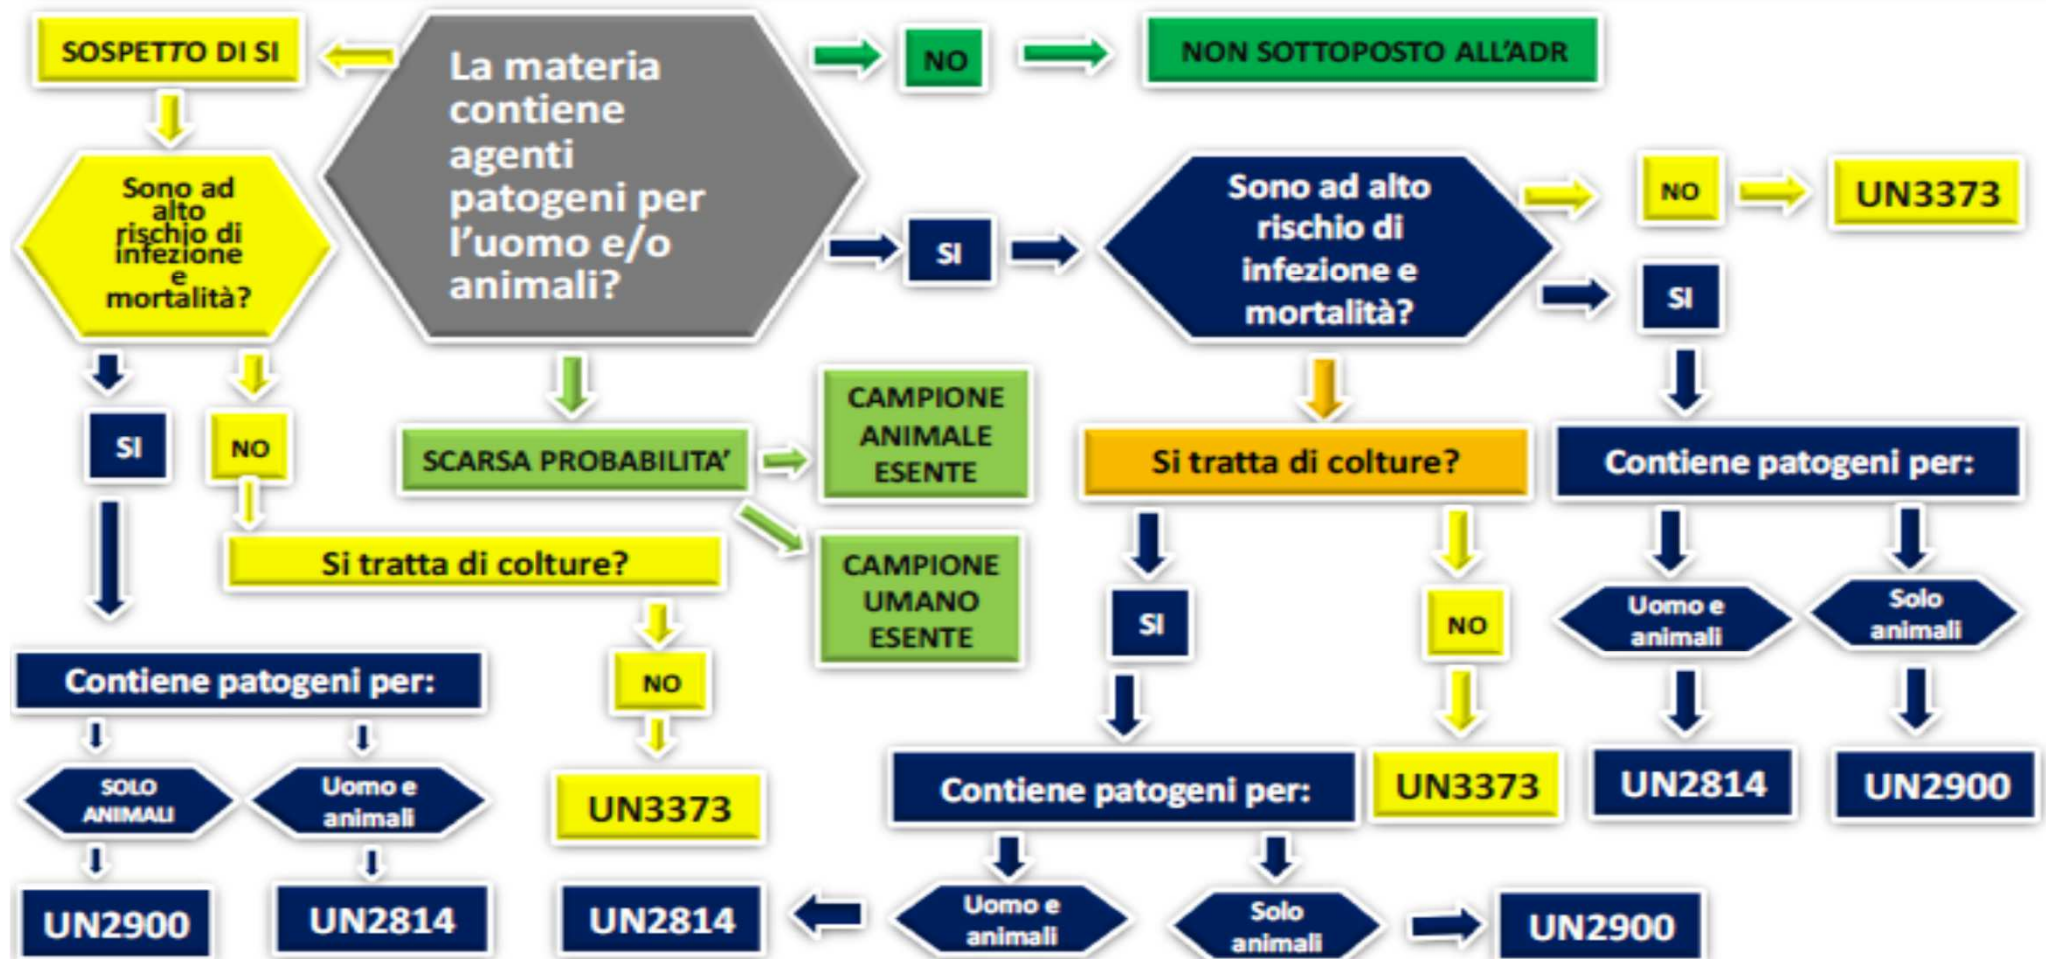 SOSPETTO DI SI
La materia
contiene
agenti
patogeni per
l'uomo e/o
animali?
NO
NON SOTTOPOSTO ALL'ADR
Sono ad
alto
rischio di
infezione
e
mortalità?
SI
Sono ad alto
rischio di
infezione e
mortalità?
NO
UN3373
SI
SI
NO
SCARSA PROBABILITA'
CAMPIONE
ANIMALE
ESENTE
Si tratta di colture?
Contiene patogeni per:
Si tratta di colture?
CAMPIONE
UMANO
ESENTE
SI
NO
Uomo e
animali
Solo
animali
Contiene patogeni per:
NO
SOLO
ANIMALI
Uomo e
animali
UN3373
Contiene patogeni per:
UN3373
UN2814
UN2900
UN2900
UN2814
UN2814
Uomo e
animali
Solo
animali
UN2900